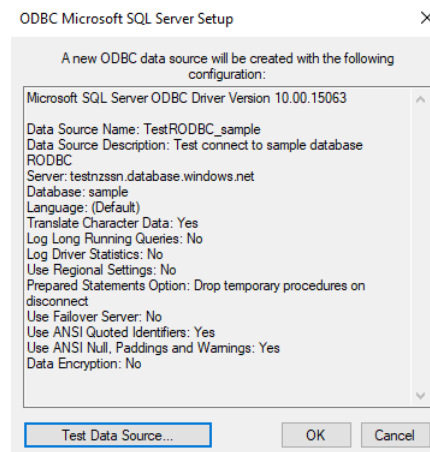 ODBC Microsoft SQL Server Setup
A new ODBC data source will be created with the following
configuration:
Microsoft SQL Server ODBC Driver Version 10.00.15063
Data Source Name: TestRODBC_sample
Data Source Description: Test connect to sample database
RODBC
Server: testnzssn.database.windows.net
Database: sample
Language: (Default)
Translate Character Data: Yes
Log Long Running Queries: No
Log Driver Statistics: No
Use Regional Settings: No
Prepared Statements Option: Drop temporary procedures on
disconnect
Use Failover Server: No
Use ANSI Quoted Identifiers: Yes
Use ANSI Null, Paddings and Warnings: Yes
Data Encryption: No
Test Data Source... OK Cancel